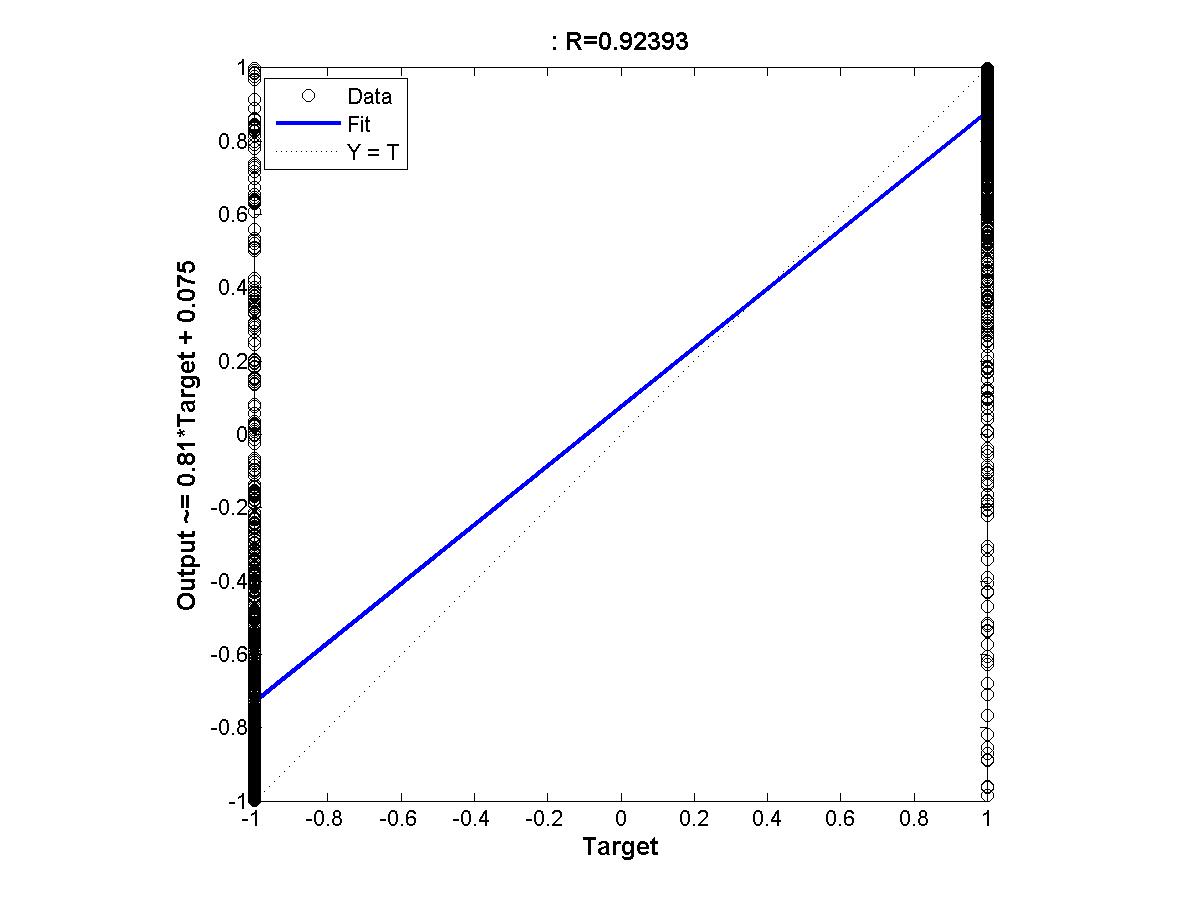 : R=0.92393
Data
Fit
Y = T
Output ~= 0.81*Target + 0.075
1
0.8
0.6
0.4
0.2
0
-0.2
-0.4
-0.6
-0.8
-1
-1 -0.8 -0.6 -0.4 -0.2 0 0.2 0.4 0.6 0.8 1
Target